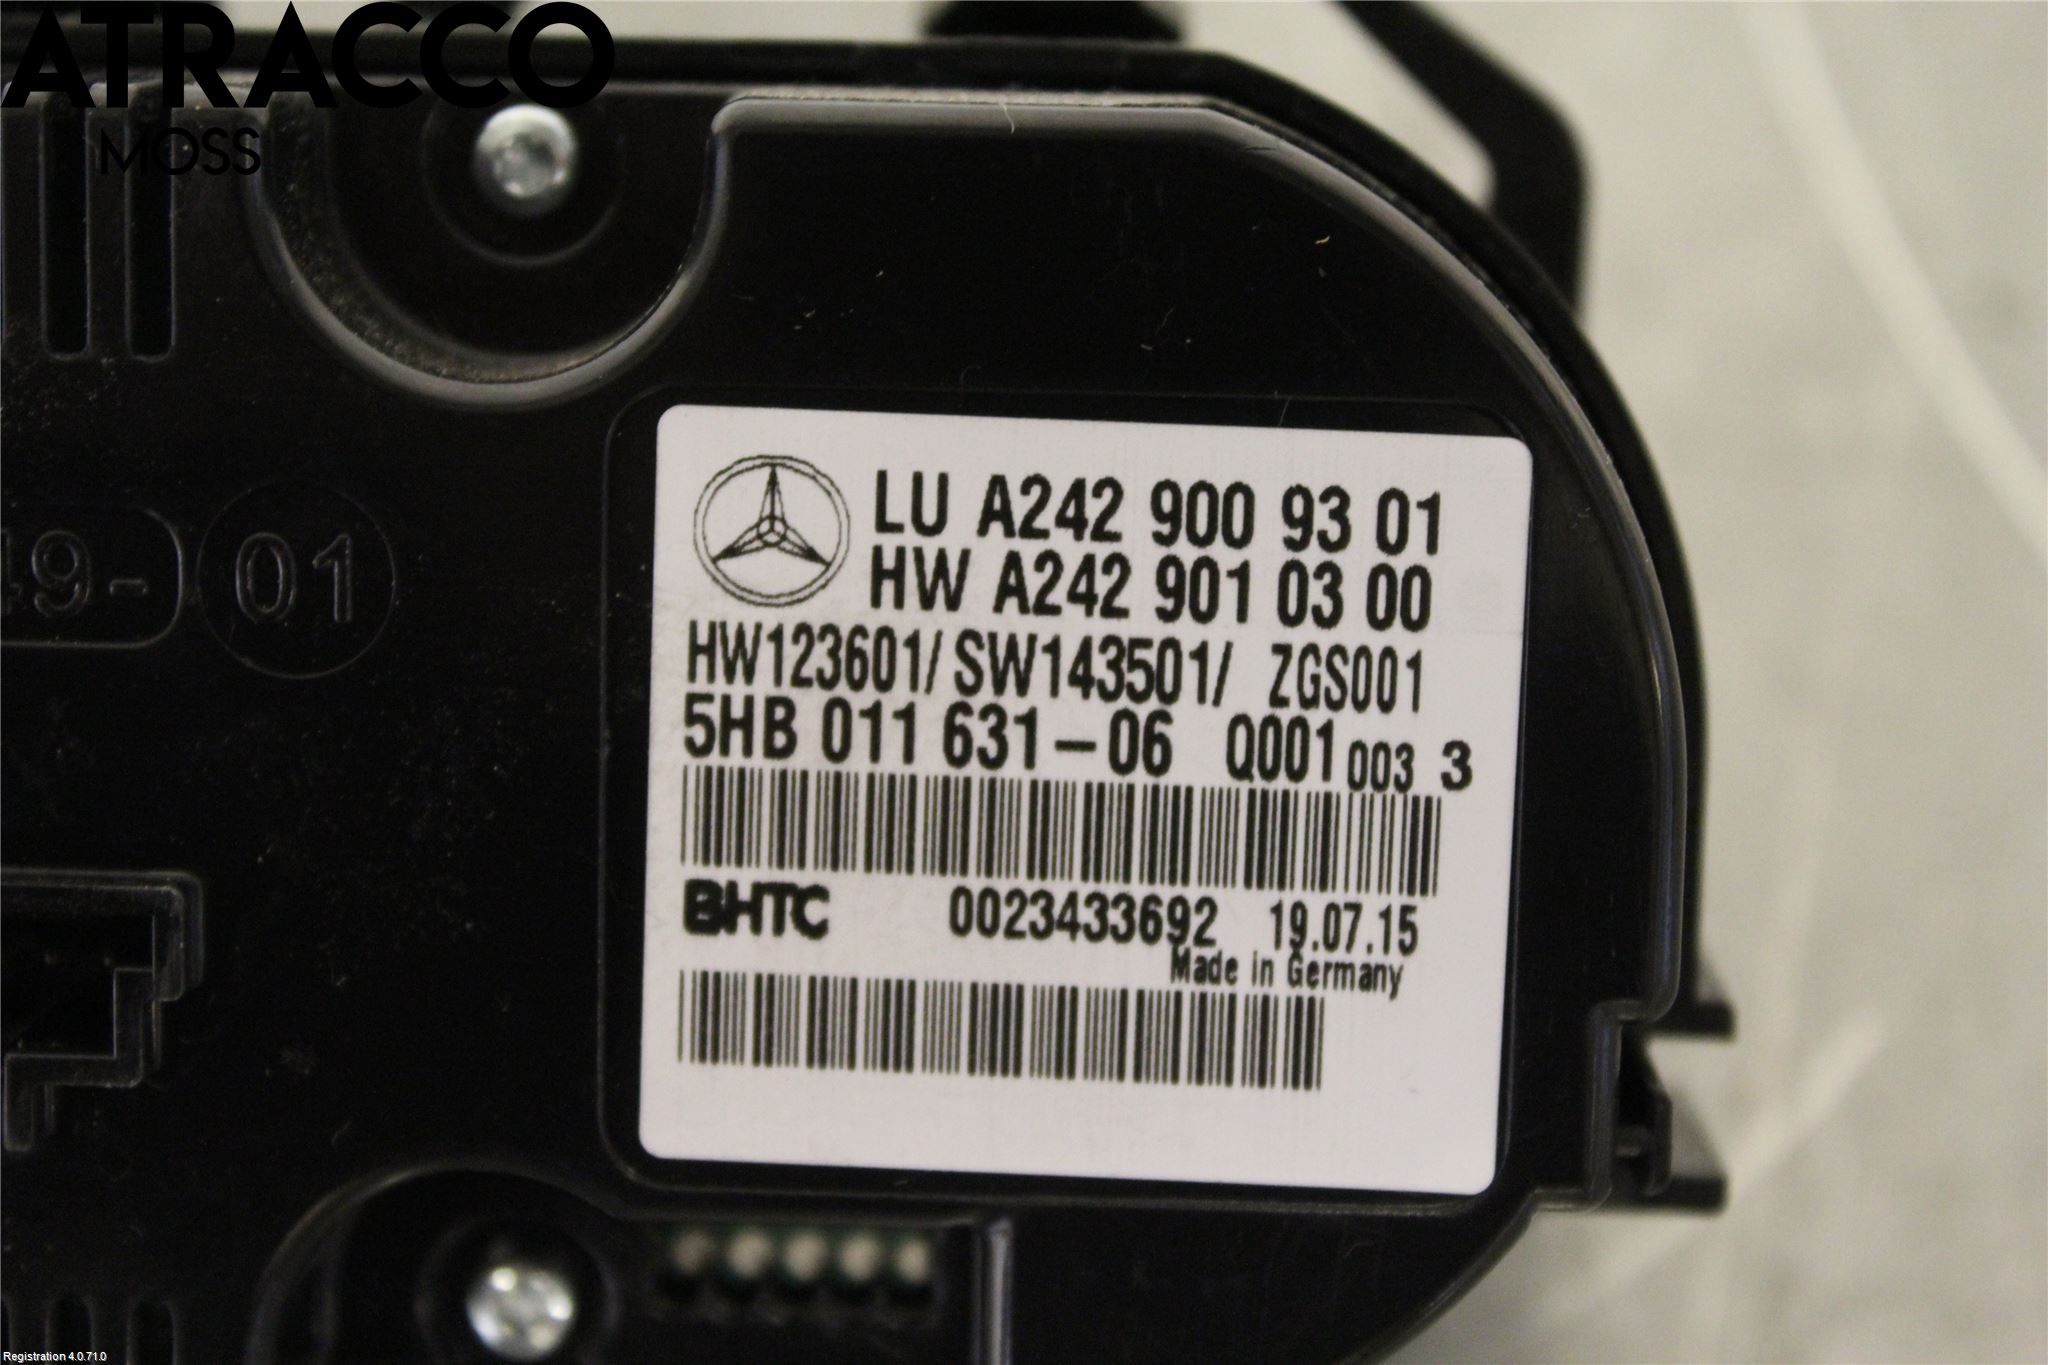 ATRACCO
MOSS
LU A242 900 93 01
HW A242 901 03 00
HW123601/SW143501/ ZGS001
5HB 011 631-06 Q001 003 3
49- 01
BHTC 0023433692 19.07.15
Made in Germany
Registration 4.0.71.0